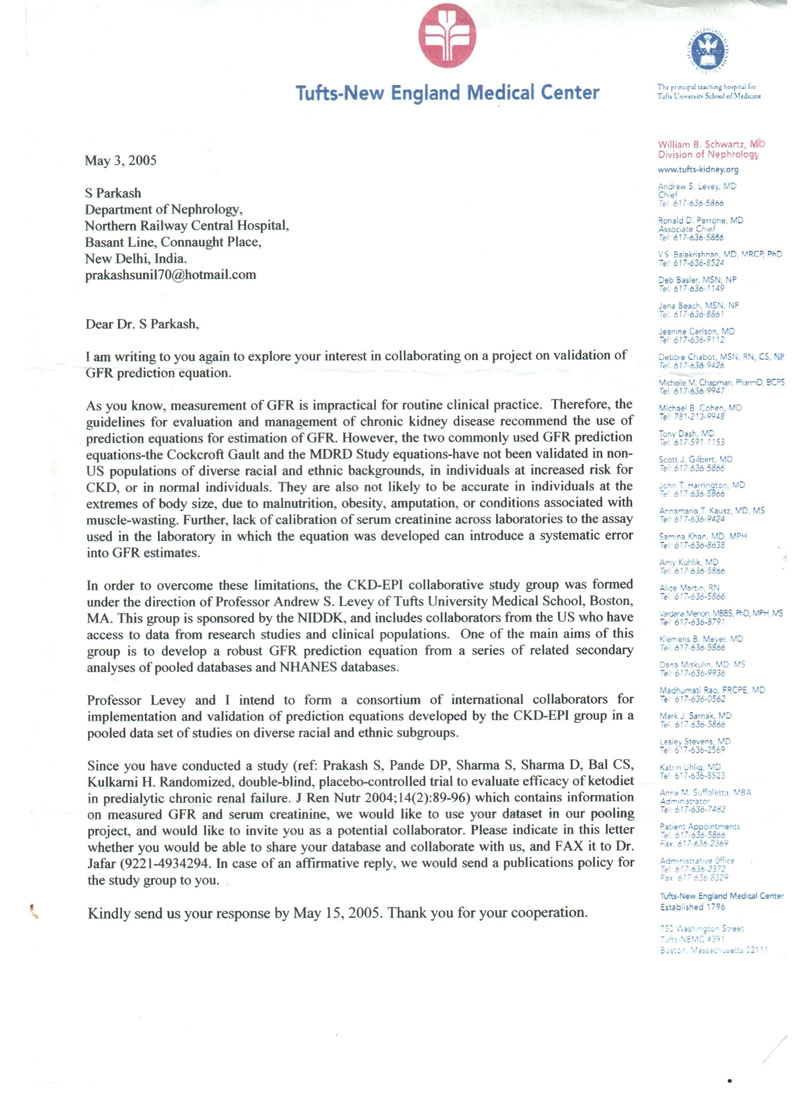 Tufts-New England Medical Center
The principal teaching hospital for
Tufts University School of Medicine
May 3, 2005
S Parkash
Department of Nephrology,
Northern Railway Central Hospital,
Basant Line, Connaught Place,
New Delhi, India.
prakashsunil70@hotmail.com
Dear Dr. S Parkash,
I am writing to you again to explore your interest in collaborating on a project on validation of
GFR prediction equation.
As you know, measurement of GFR is impractical for routine clinical practice. Therefore, the
guidelines for evaluation and management of chronic kidney disease recommend the use of
prediction equations for estimation of GFR. However, the two commonly used GFR prediction
equations-the Cockcroft Gault and the MDRD Study equations-have not been validated in non-
US populations of diverse racial and ethnic backgrounds, in individuals at increased risk for
CKD, or in normal individuals. They are also not likely to be accurate in individuals at the
extremes of body size, due to malnutrition, obesity, amputation, or conditions associated with
muscle-wasting. Further, lack of calibration of serum creatinine across laboratories to the assay
used in the laboratory in which the equation was developed can introduce a systematic error
into GFR estimates.
In order to overcome these limitations, the CKD-EPI collaborative study group was formed
under the direction of Professor Andrew S. Levey of Tufts University Medical School, Boston,
MA. This group is sponsored by the NIDDK, and includes collaborators from the US who have
access to data from research studies and clinical populations. One of the main aims of this
group is to develop a robust GFR prediction equation from a series of related secondary
analyses of pooled databases and NHANES databases.
Professor Levey and I intend to form a consortium of international collaborators for
implementation and validation of prediction equations developed by the CKD-EPI group in a
pooled data set of studies on diverse racial and ethnic subgroups.
Since you have conducted a study (ref: Prakash S, Pande DP, Sharma S, Sharma D, Bal CS,
Kulkarni H. Randomized, double-blind, placebo-controlled trial to evaluate efficacy of ketodiet
in predialytic chronic renal failure. J Ren Nutr 2004;14(2):89-96) which contains information
on measured GFR and serum creatinine, we would like to use your dataset in our pooling
project, and would like to invite you as a potential collaborator. Please indicate in this letter
whether you would be able to share your database and collaborate with us, and FAX it to Dr.
Jafar (9221-4934294. In case of an affirmative reply, we would send a publications policy for
the study group to you.
Kindly send us your response by May 15, 2005. Thank you for your cooperation.
William B. Schwartz, MD
Division of Nephrology
www.tufts-kidney.org
Andrew S. Levey, MD
Chief
Tel: 617-636-5866
Ronald D. Perrone, MD
Associate Chief
Tel: 617-636-5866
V.S. Balakrishnan, MD, MRCP, PhD
Tel: 617-636-8524
Deb Basler, MSN, NP
Tel: 617-636-1149
Jena Beach, MSN, NP
Tel: 617-636-8861
Jeanine Carlson, MD
Tel: 617-636-9112
Debbie Chabot, MSN, RN, CS, NP
Tel: 617-636-9426
Michelle M. Chapman, PharmD, BCPS
Tel: 617-636-9947
Michael B. Cohen, MD
Tel: 781-213-9948
Tony Dash, MD
Tel: 617-591-1153
Scott J. Gilbert, MD
Tel: 617-636-5866
John T. Harrington, MD
Tel: 617-636-5866
Annamaria T. Kausz, MD, MS
Tel: 617-636-9424
Samina Khan, MD, MPH
Tel: 617-636-8638
Amy Kuhlik, MD
Tel: 617-636-5866
Alice Martin, RN
Tel: 617-636-5866
Vandana Menon, MBBS, PhD, MPH, MS
Tel: 617-636-8791
Klemens B. Meyer, MD
Tel: 617-636-5866
Dana Miskulin, MD, MS
Tel: 617-636-9936
Madhumati Rao, FRCPE, MD
Tel: 617-636-0562
Mark J. Sarnak, MD
Tel: 617-636-5866
Lesley Stevens, MD
Tel: 617-636-2569
Katrin Uhlig, MD
Tel: 617-636-8523
Anna M. Suffoletta, MBA
Administrator
Tel: 617-636-7482
Patient Appointments
Tel: 617-636-5866
Fax: 617-636-2369
Administrative Office
Tel: 617-636-2372
Fax: 617-636-8329
Tufts-New England Medical Center
Established 1796
750 Washington Street
Tufts-NEMC #391
Boston, Massachusetts 02111